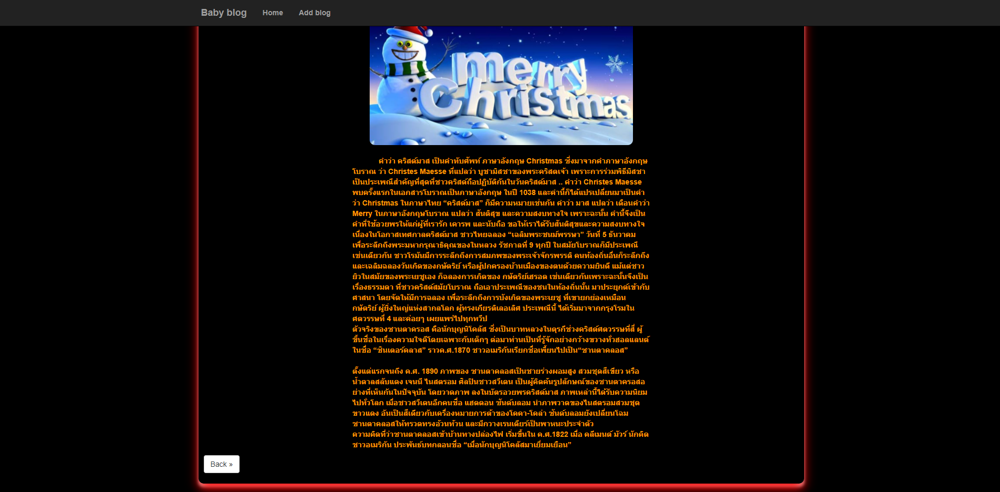 Baby blog Home Add blog
merry
Christmas
คำว่า คริสต์มาส เป็นคำทับศัพท์ ภาษาอังกฤษ Christmas ซึ่งมาจากคำภาษาอังกฤษ
โบราณ ว่า Christes Maesse ที่แปลว่า บูชามิสซาของพระคริสตเจ้า เพราะการร่วมพิธีมิสซา
เป็นประเพณีสำคัญที่สุดที่ชาวคริสต์ถือปฏิบัติกันในวันคริสต์มาส .. คำว่า Christes Maesse
พบครั้งแรกในเอกสารโบราณเป็นภาษาอังกฤษ ในปี 1038 และคำนี้ก็ได้แปรเปลี่ยนมาเป็นคำ
ว่า Christmas ในภาษาไทย “คริสต์มาส” ก็มีความหมายเช่นกัน คำว่า มาส แปลว่า เดือนคำว่า
Merry ในภาษาอังกฤษโบราณ แปลว่า สันติสุข และความสงบทางใจ เพราะฉะนั้น คำนี้จึงเป็น
คำที่ใช้อวยพรให้แก่ผู้ที่เรารัก เคารพ และนับถือ ขอให้เราได้รับสันติสุขและความสงบทางใจ
เนื่องในโอกาสเทศกาลคริสต์มาส ชาวไทยฉลอง “เฉลิมพระชนม์พรรษา” วันที่ 5 ธันวาคม
เพื่อระลึกถึงพระมหากรุณาธิคุณของในหลวง รัชกาลที่ 9 ทุกปี ในสมัยโบราณก็มีประเพณี
เช่นเดียวกัน ชาวโรมันมีการระลึกถึงการสมภพของพระเจ้าจักรพรรดิ คนท้องถิ่นอื่นก็ระลึกถึง
และเฉลิมฉลองวันเกิดของกษัตริย์ หรือผู้ปกครองบ้านเมืองของตนด้วยความยินดี แม้แต่ชาว
ยิวในสมัยของพระเยซูเอง ก็ฉลองการเกิดของ กษัตริย์เฮรอด เช่นเดียวกันเพราะฉะนั้นจึงเป็น
เรื่องธรรมดา ที่ชาวคริสต์สมัยโบราณ ถือเอาประเพณีของชนในท้องถิ่นนั้น มาประยุกต์เข้ากับ
ศาสนา โดยจัดให้มีการฉลอง เพื่อระลึกถึงการบังเกิดของพระเยซู ที่เขายกย่องเหมือน
กษัตริย์ ผู้ยิ่งใหญ่แห่งสากลโลก ผู้ทรงเกียรติเลอเลิศ ประเพณีนี้ ได้เริ่มมาจากกรุงโรมใน
ศตวรรษที่ 4 และค่อยๆ เผยแพร่ไปทุกทวีป
ตัวจริงของซานตาครอส คือนักบุญนิโคลัส ซึ่งเป็นบาทหลวงในตุรกีช่วงคริสต์ศตวรรษที่สี่ ผู้
ขึ้นชื่อในเรื่องความใจดีโดยเฉพาะกับเด็กๆ ต่อมาท่านเป็นที่รู้จักอย่างกว้างขวางทั่วฮอลแลนด์
ในชื่อ “ซินเตอร์คลาส” ราวค.ศ.1870 ชาวอเมริกันเรียกชื่อเพี้ยนไปเป็น“ซานตาคลอส”
ตั้งแต่แรกจนถึง ค.ศ. 1890 ภาพของ ซานตาคลอสเป็นชายร่างผอมสูง สวมชุดสีเขียว หรือ
น้ำตาลสลับแดง เจนนี ไนสตรอม ศิลปินชาวสวีเดน เป็นผู้คิดค้นรูปลักษณ์ของซานตาครอสอ
ย่างที่เห็นกันในปัจจุบัน โดยวาดภาพ ลงในบัตรอวยพรคริสต์มาส ภาพเหล่านี้ได้รับความนิยม
ไปทั่วโลก เมื่อชาวสวีเดนอีกคนชื่อ แฮดดอน ซันด์บลอม นำภาพวาดของไนสตรอมสวมชุด
ขาวแดง อันเป็นสีเดียวกับเครื่องหมายการค้าของโคคา-โคล่า ซันด์บลอมยังเปลี่ยนโฉม
ซานตาคลอสให้ทรวดทรงอ้วนท้วน และมีกวางเรนเดียร์เป็นพาหนะประจำตัว
ความคิดที่ว่าซานตาคลอสเข้าบ้านทางปล่องไฟ เริ่มขึ้นใน ค.ศ.1822 เมื่อ คลีเมนต์ มัวร์ นักคิด
ชาวอเมริกัน ประพันธ์บทกลอนชื่อ “เมื่อนักบุญนิโคลัสมาเยี่ยมเยือน”
Back »